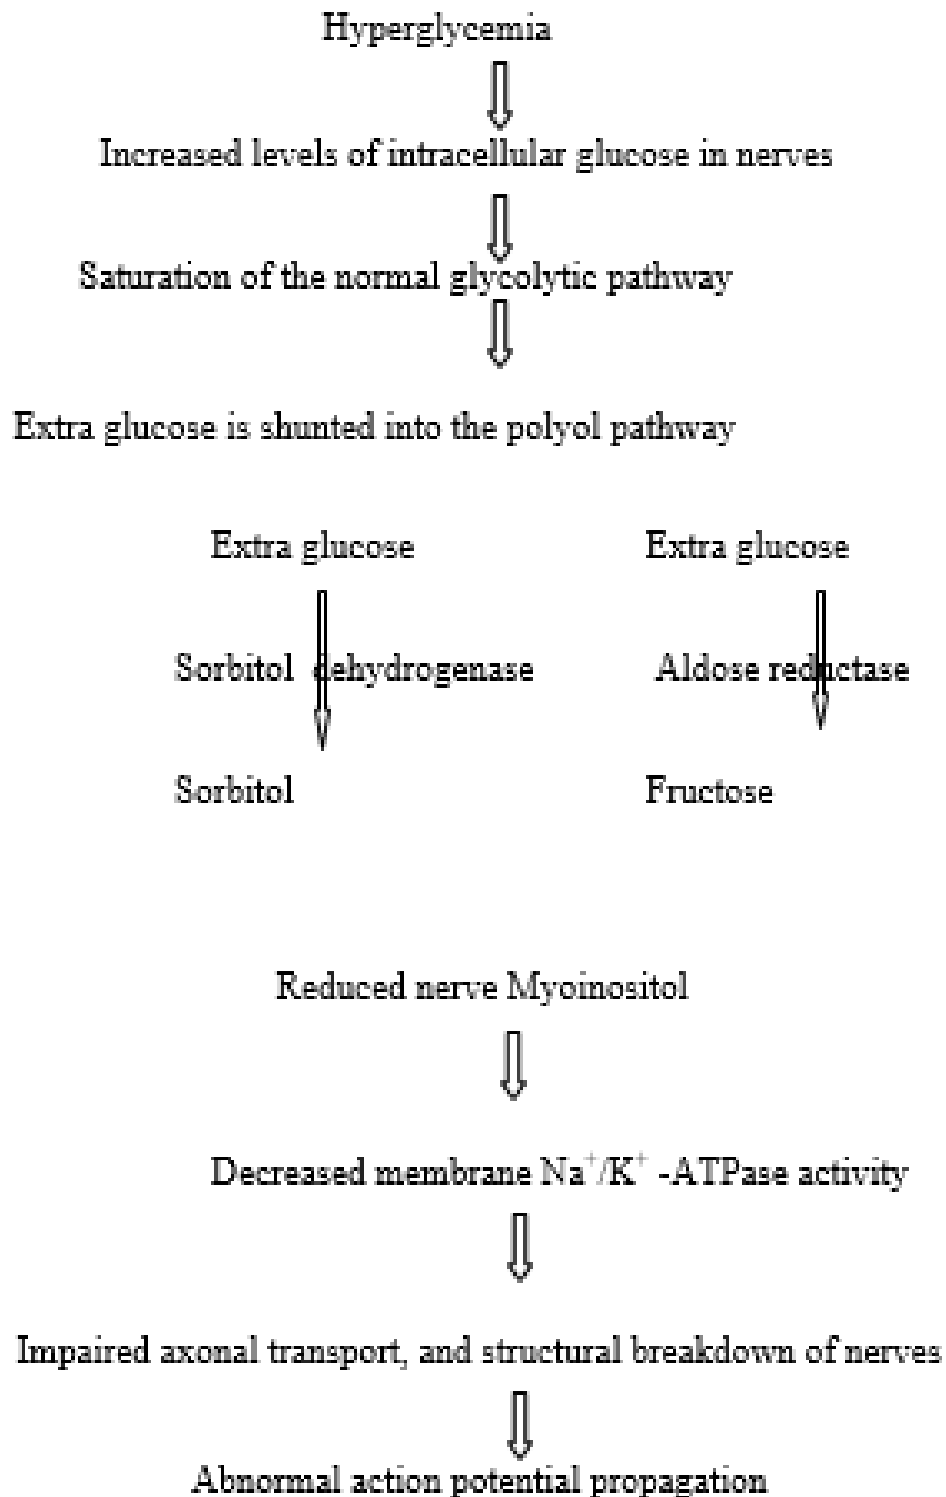 Hyperglycemia
Increased levels of intracellular glucose in nerves
Saturation of the normal glycolytic pathway
Extra glucose is shunted into the polyol pathway
Extra glucose Extra glucose
Sorbitol dehydrogenase Aldose reductase
Sorbitol Fructose
Reduced nerve Myoinositol
Decreased membrane Na⁺/K⁺ -ATPase activity
Impaired axonal transport, and structural breakdown of nerves
Abnormal action potential propagation